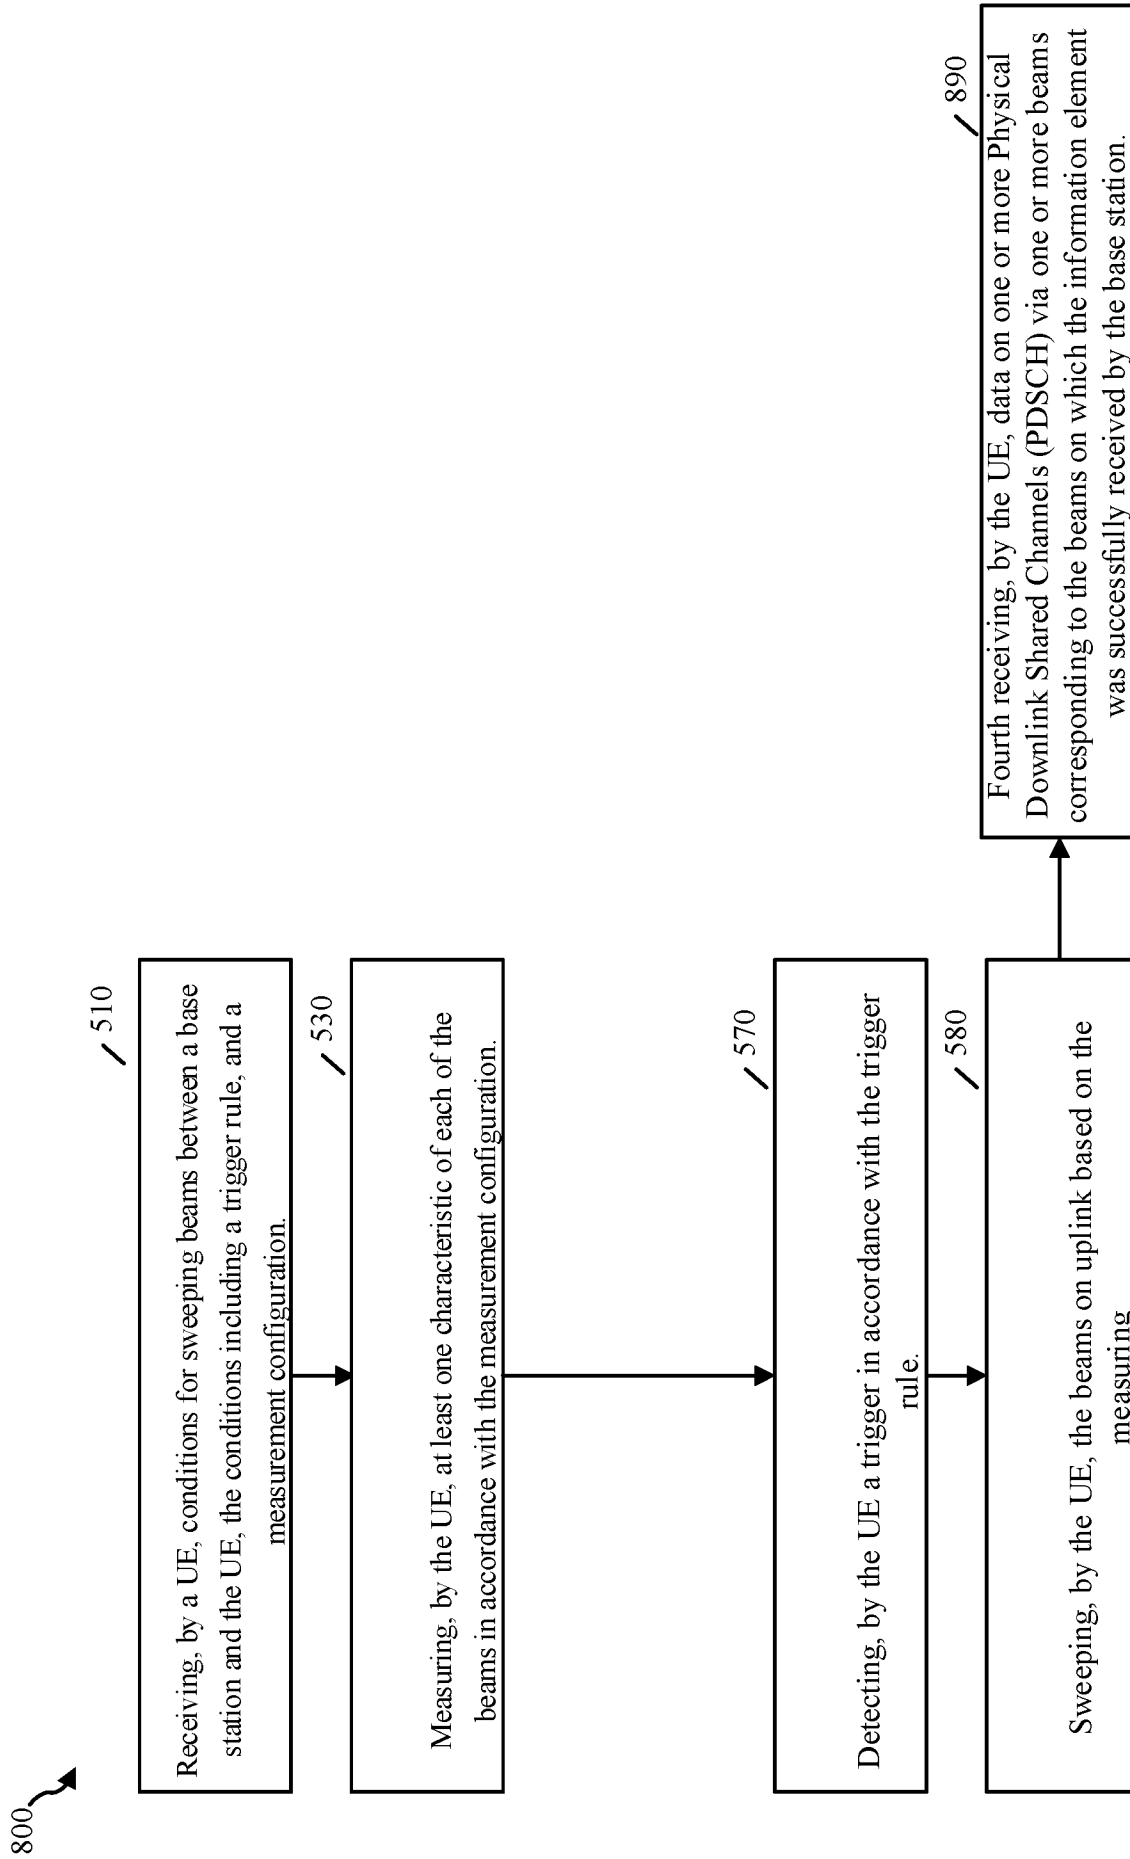 800
510
Receiving, by a UE, conditions for sweeping beams between a base
station and the UE, the conditions including a trigger rule, and a
measurement configuration.
530
Measuring, by the UE, at least one characteristic of each of the
beams in accordance with the measurement configuration.
570
Detecting, by the UE a trigger in accordance with the trigger
rule.
580
Sweeping, by the UE, the beams on uplink based on the
measuring
890
Fourth receiving, by the UE, data on one or more Physical
Downlink Shared Channels (PDSCH) via one or more beams
corresponding to the beams on which the information element
was successfully received by the base station.